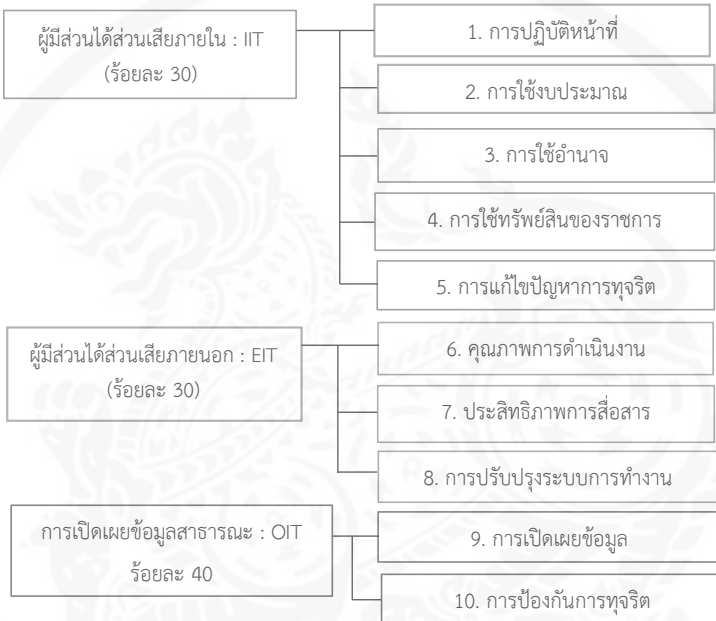 ผู้มีส่วนได้ส่วนเสียภายใน : IIT
(ร้อยละ 30)
1. การปฏิบัติหน้าที่
2. การใช้งบประมาณ
3. การใช้อำนาจ
4. การใช้ทรัพย์สินของราชการ
5. การแก้ไขปัญหาการทุจริต
ผู้มีส่วนได้ส่วนเสียภายนอก : EIT
(ร้อยละ 30)
6. คุณภาพการดำเนินงาน
7. ประสิทธิภาพการสื่อสาร
8. การปรับปรุงระบบการทำงาน
การเปิดเผยข้อมูลสาธารณะ : OIT
ร้อยละ 40
9. การเปิดเผยข้อมูล
10. การป้องกันการทุจริต